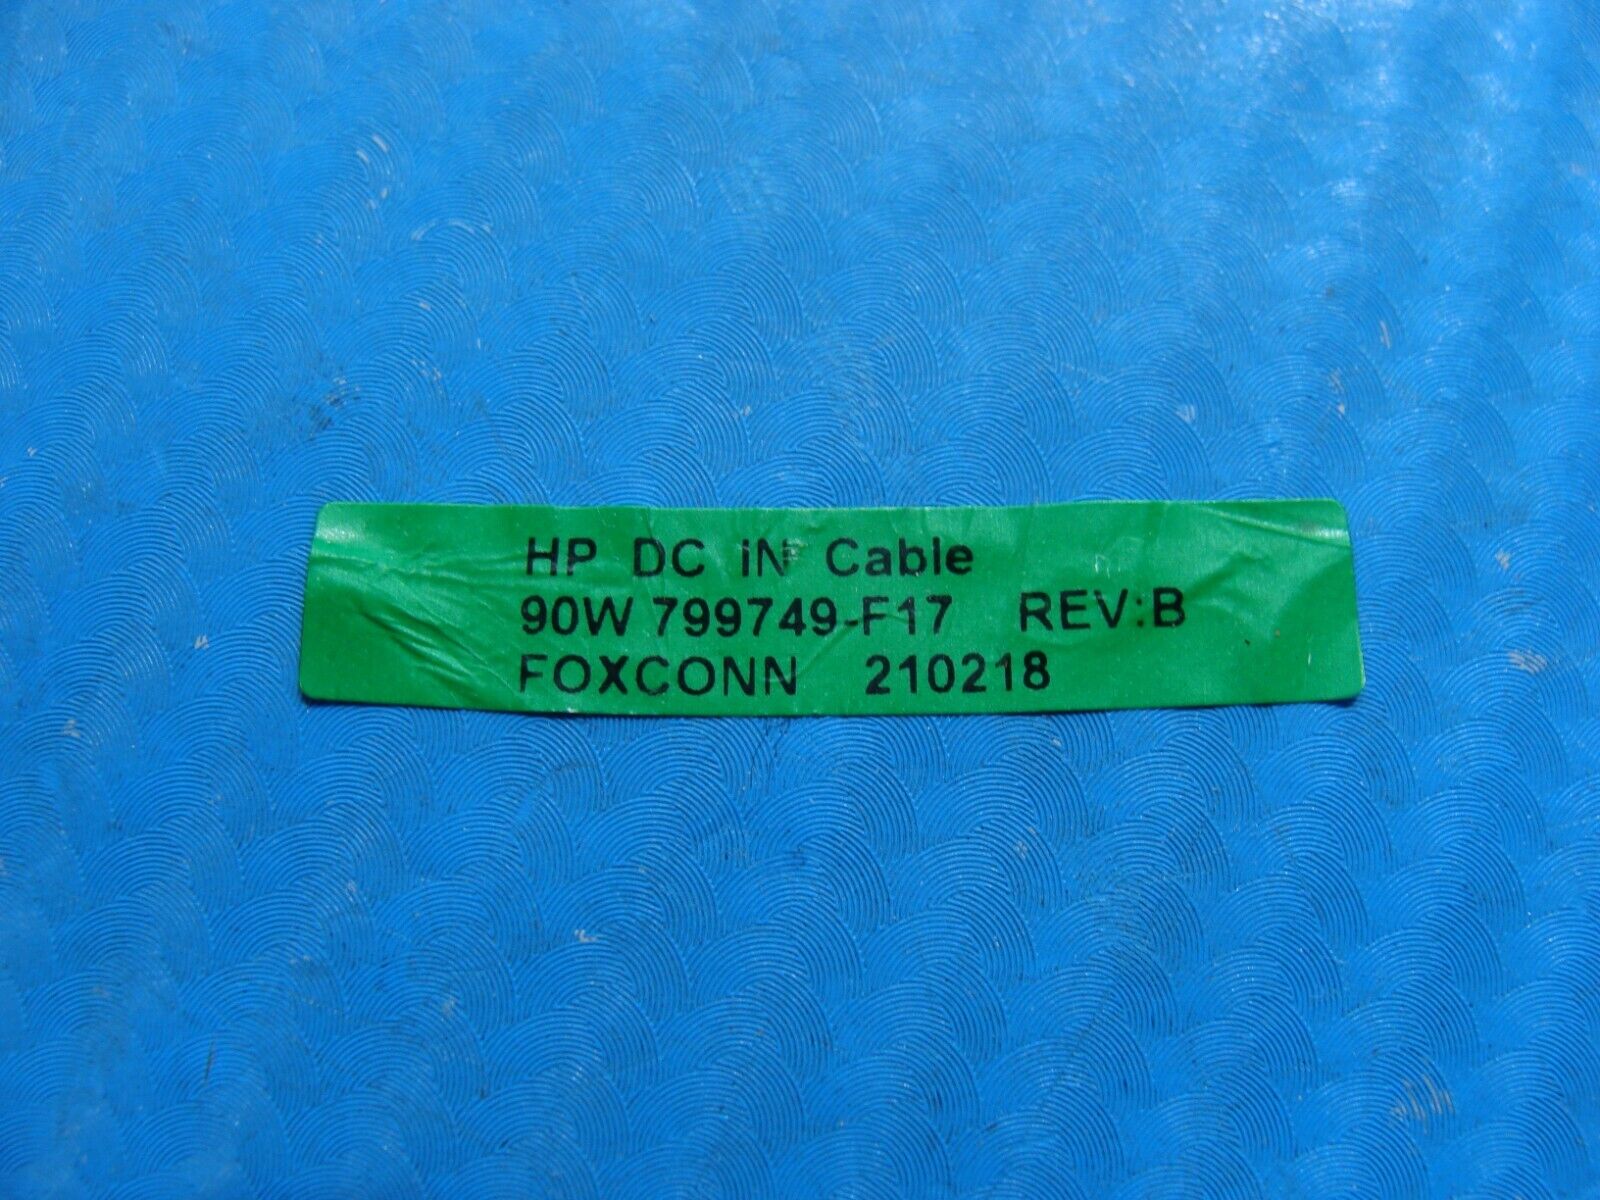 HP DC iN Cable
90W 799749-F17 REV:B
FOXCONN 210218